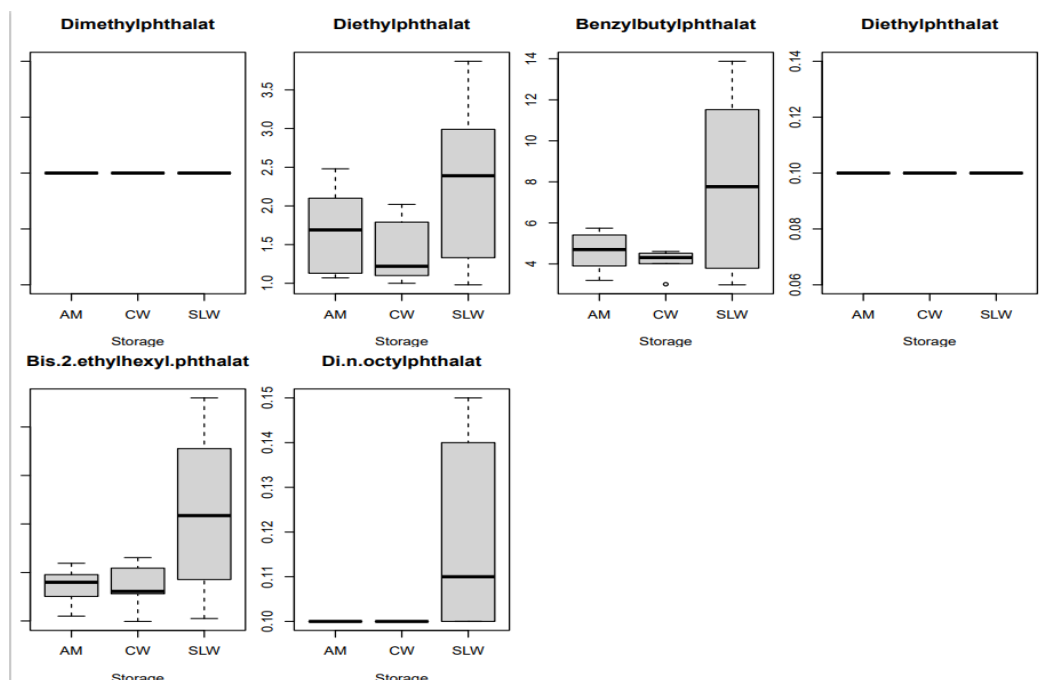 Dimethylphthalat
AM CW SLW
Storage
Diethylphthalat
1.0 1.5 2.0 2.5 3.0 3.5
AM CW SLW
Storage
Benzylbutylphthalat
4 6 8 10 12 14
AM CW SLW
Storage
Diethylphthalat
0.06 0.08 0.10 0.12 0.14
AM CW SLW
Storage
Bis.2.ethylhexyl.phthalat
AM CW SLW
Storage
Di.n.octylphthalat
0.10 0.11 0.12 0.13 0.14 0.15
AM CW SLW
Storage